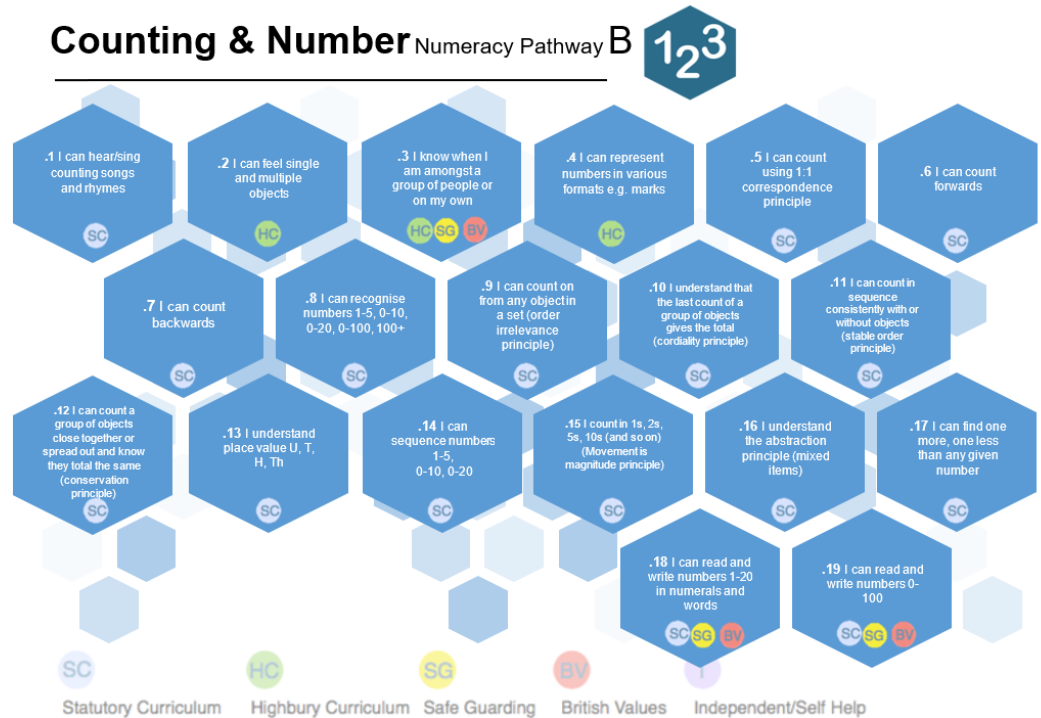 Counting & Number Numeracy Pathway B
123
.1 I can hear/sing
counting songs
and rhymes
SC
.2 I can feel single
and multiple
objects
HC
.3 I know when I
am amongst a
group of people or
on my own
HC SG BV
.4 I can represent
numbers in various
formats e.g. marks
HC
.5 I can count
using 1:1
correspondence
principle
SC
.6 I can count
forwards
SC
.7 I can count
backwards
SC
.8 I can recognise
numbers 1-5, 0-10,
0-20, 0-100, 100+
SC
.9 I can count on
from any object in
a set (order
irrelevance
principle)
SC
.10 I understand that
the last count of a
group of objects
gives the total
(cordiality principle)
SC
.11 I can count in
sequence
consistently with or
without objects
(stable order
principle)
SC
.12 I can count a
group of objects
close together or
spread out and know
they total the same
(conservation
principle)
SC
.13 I understand
place value U, T,
H, Th
SC
.14 I can
sequence numbers
1-5,
0-10, 0-20
SC
.15 I count in 1s, 2s,
5s, 10s (and so on)
(Movement is
magnitude principle)
SC
.16 I understand
the abstraction
principle (mixed
items)
SC
.17 I can find one
more, one less
than any given
number
SC
.18 I can read and
write numbers 1-20
in numerals and
words
SC SG BV
.19 I can read and
write numbers 0-
100
SC SG BV
SC HC SG BV I
Statutory Curriculum Highbury Curriculum Safe Guarding British Values Independent/Self Help